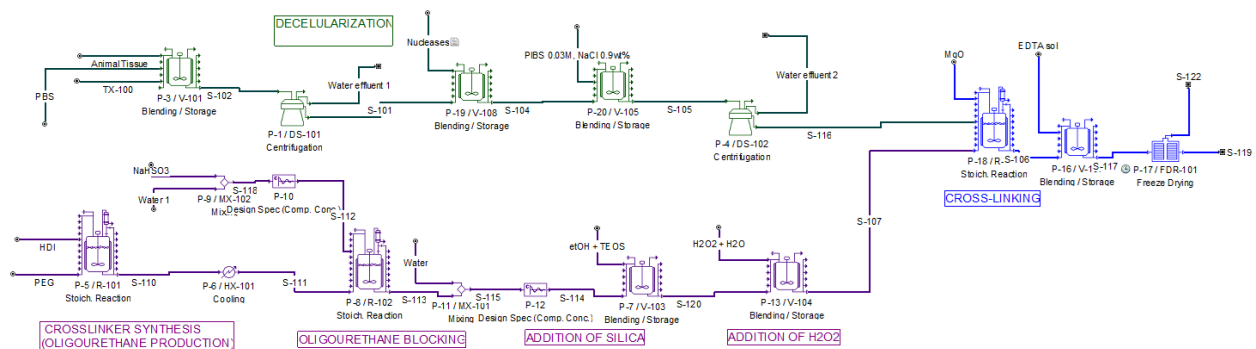 DECELULARIZATION
Animal Tissue
PBS
TX-100
P-3 / V-101
Blending / Storage
S-102
Water effluent 1
P-1 / DS-101
Centrifugation
S-101
Nucleases
P-19 / V-108
Blending / Storage
S-104
PIBS 0.03M, NaCl 0.9wt%
P-20 / V-105
Blending / Storage
S-105
Water effluent 2
P-4 / DS-102
Centrifugation
S-116
MgO
P-18 / R-
Stoich. Reaction
S-106
EDTA sol
P-16 / V-1
Blending / Storage
S-117
S-122
S-119
P-17 / FDR-101
Freeze Drying
CROSS-LINKING
NaHSO3
Water 1
S-118
P-9 / MX-102
P-10
Design Spec (Comp. Conc.)
S-112
HDI
PEG
P-5 / R-101
Stoich. Reaction
S-110
P-6 / HX-101
Cooling
S-111
P-8 / R-102
Stoich. Reaction
S-113
Water
S-115
P-11 / MX-101
Mixing
P-12
Design Spec (Comp. Conc.)
S-114
etOH + TEOS
P-7 / V-103
Blending / Storage
S-120
H2O2 + H2O
P-13 / V-104
Blending / Storage
S-107
CROSSLINKER SYNTHESIS
(OLIGOURETHANE PRODUCTION)
OLIGOURETHANE BLOCKING
ADDITION OF SILICA
ADDITION OF H2O2